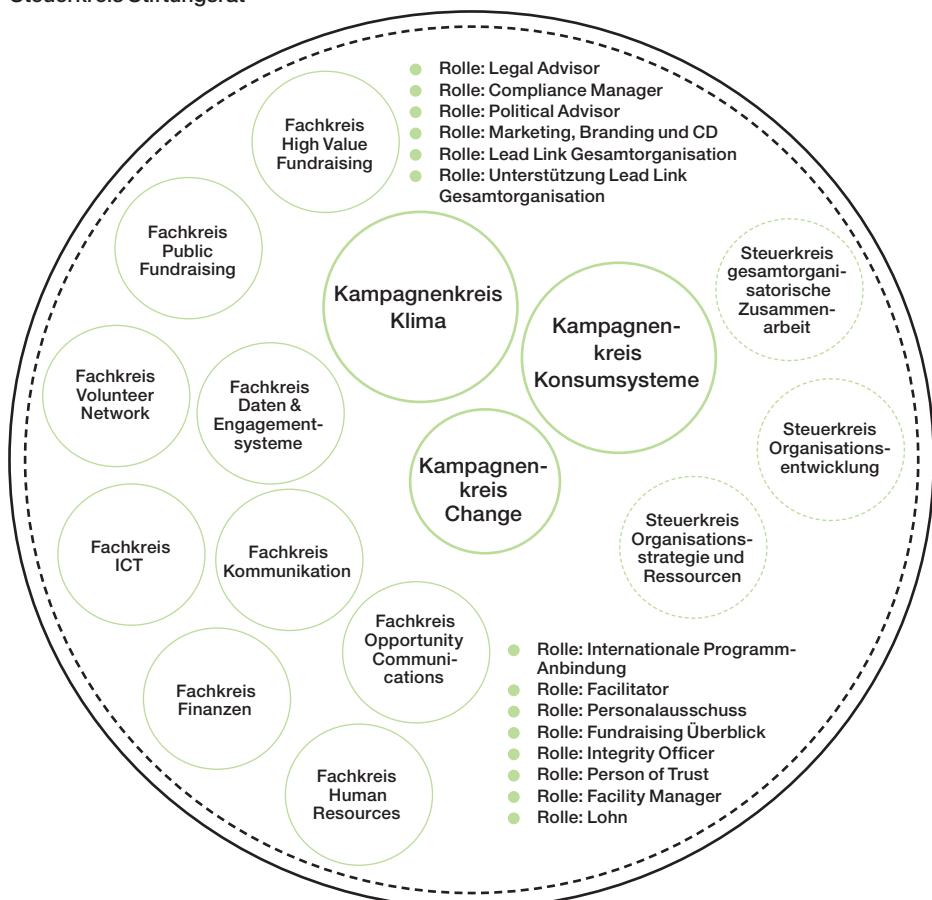 Steuerkreis Stiftungsrat
Rolle: Legal Advisor
Rolle: Compliance Manager
Rolle: Political Advisor
Rolle: Marketing, Branding und CD
Rolle: Lead Link Gesamtorganisation
Rolle: Unterstützung Lead Link
Gesamtorganisation
Fachkreis
High Value
Fundraising
Fachkreis
Public
Fundraising
Kampagnenkreis
Klima
Kampagnen-
kreis
Konsumsysteme
Steuerkreis
gesamtorgani-
satorische
Zusammen-
arbeit
Fachkreis
Volunteer
Network
Fachkreis
Daten &
Engagement-
systeme
Kampagnen-
kreis
Change
Steuerkreis
Organisations-
entwicklung
Fachkreis
ICT
Fachkreis
Kommunikation
Steuerkreis
Organisations-
strategie und
Ressourcen
Fachkreis
Opportunity
Communi-
cations
Fachkreis
Finanzen
Fachkreis
Human
Resources
Rolle: Internationale Programm-
Anbindung
Rolle: Facilitator
Rolle: Personalausschuss
Rolle: Fundraising Überblick
Rolle: Integrity Officer
Rolle: Person of Trust
Rolle: Facility Manager
Rolle: Lohn